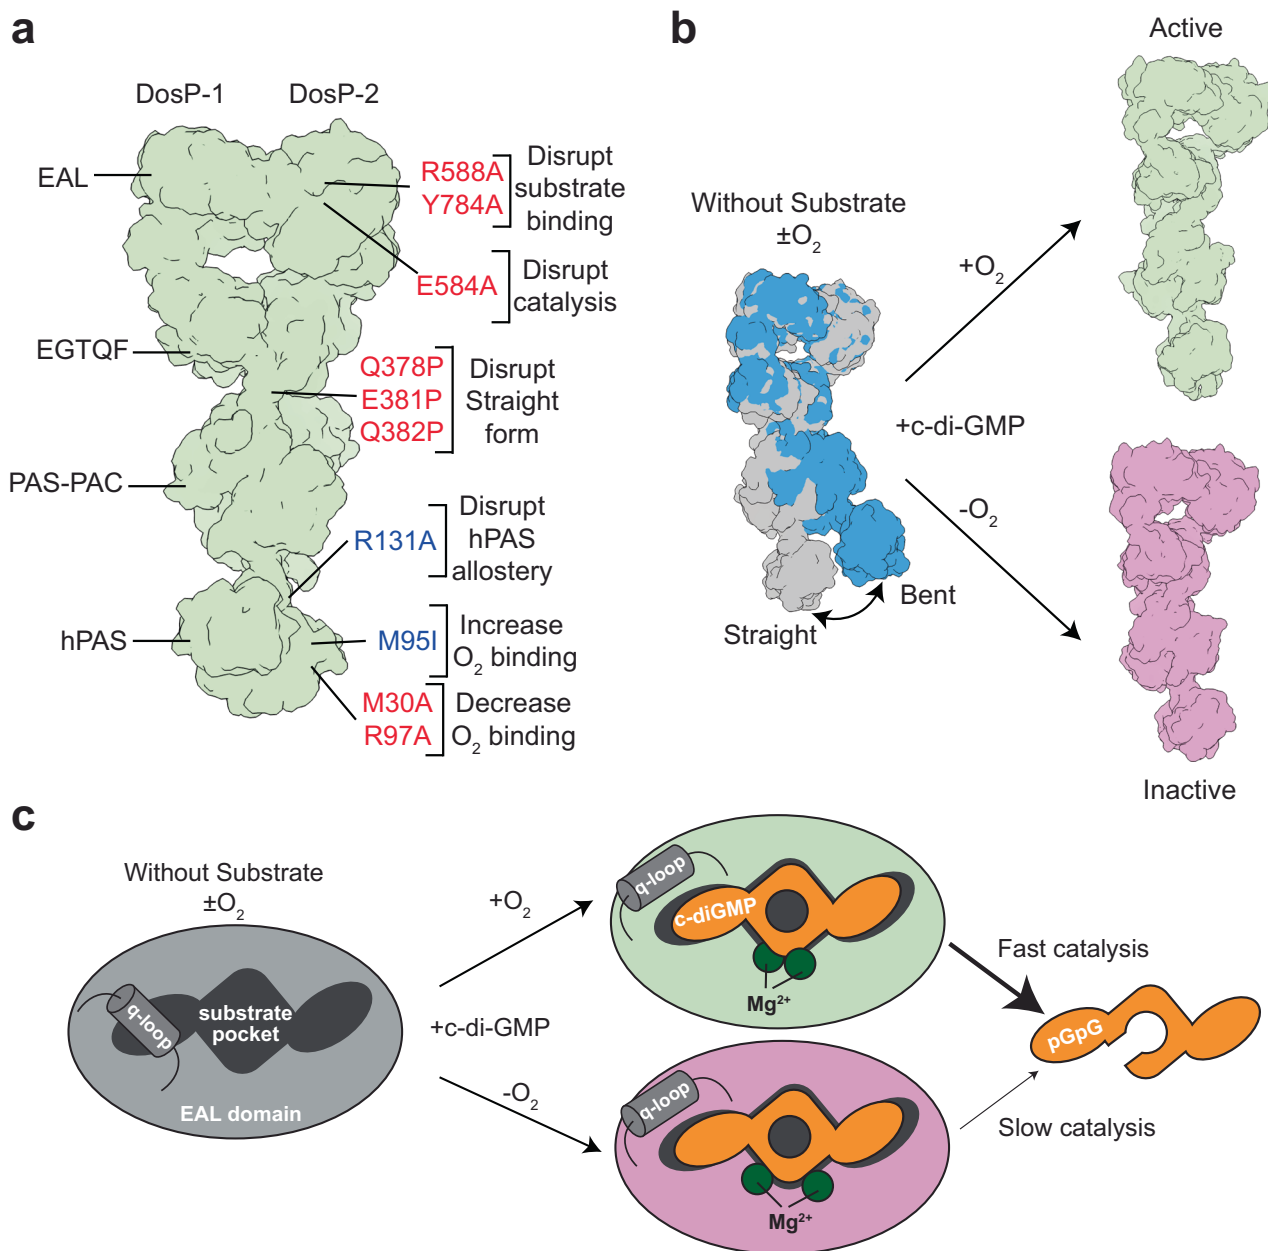 a
DosP-1
DosP-2
EAL
R588A
Y784A
Disrupt
substrate
binding
E584A
Disrupt
catalysis
EGTQF
Q378P
E381P
Q382P
Disrupt
Straight
form
PAS-PAC
R131A
Disrupt
hPAS
allostery
hPAS
M95I
Increase
O₂ binding
M30A
R97A
Decrease
O₂ binding
b
Active
Without Substrate
±O₂
+O₂
+c-di-GMP
-O₂
Bent
Straight
Inactive
c
Without Substrate
±O₂
q-loop
substrate
pocket
EAL domain
+O₂
+c-di-GMP
-O₂
q-loop
c-diGMP
Mg²⁺
q-loop
Mg²⁺
Fast catalysis
pGpG
Slow catalysis